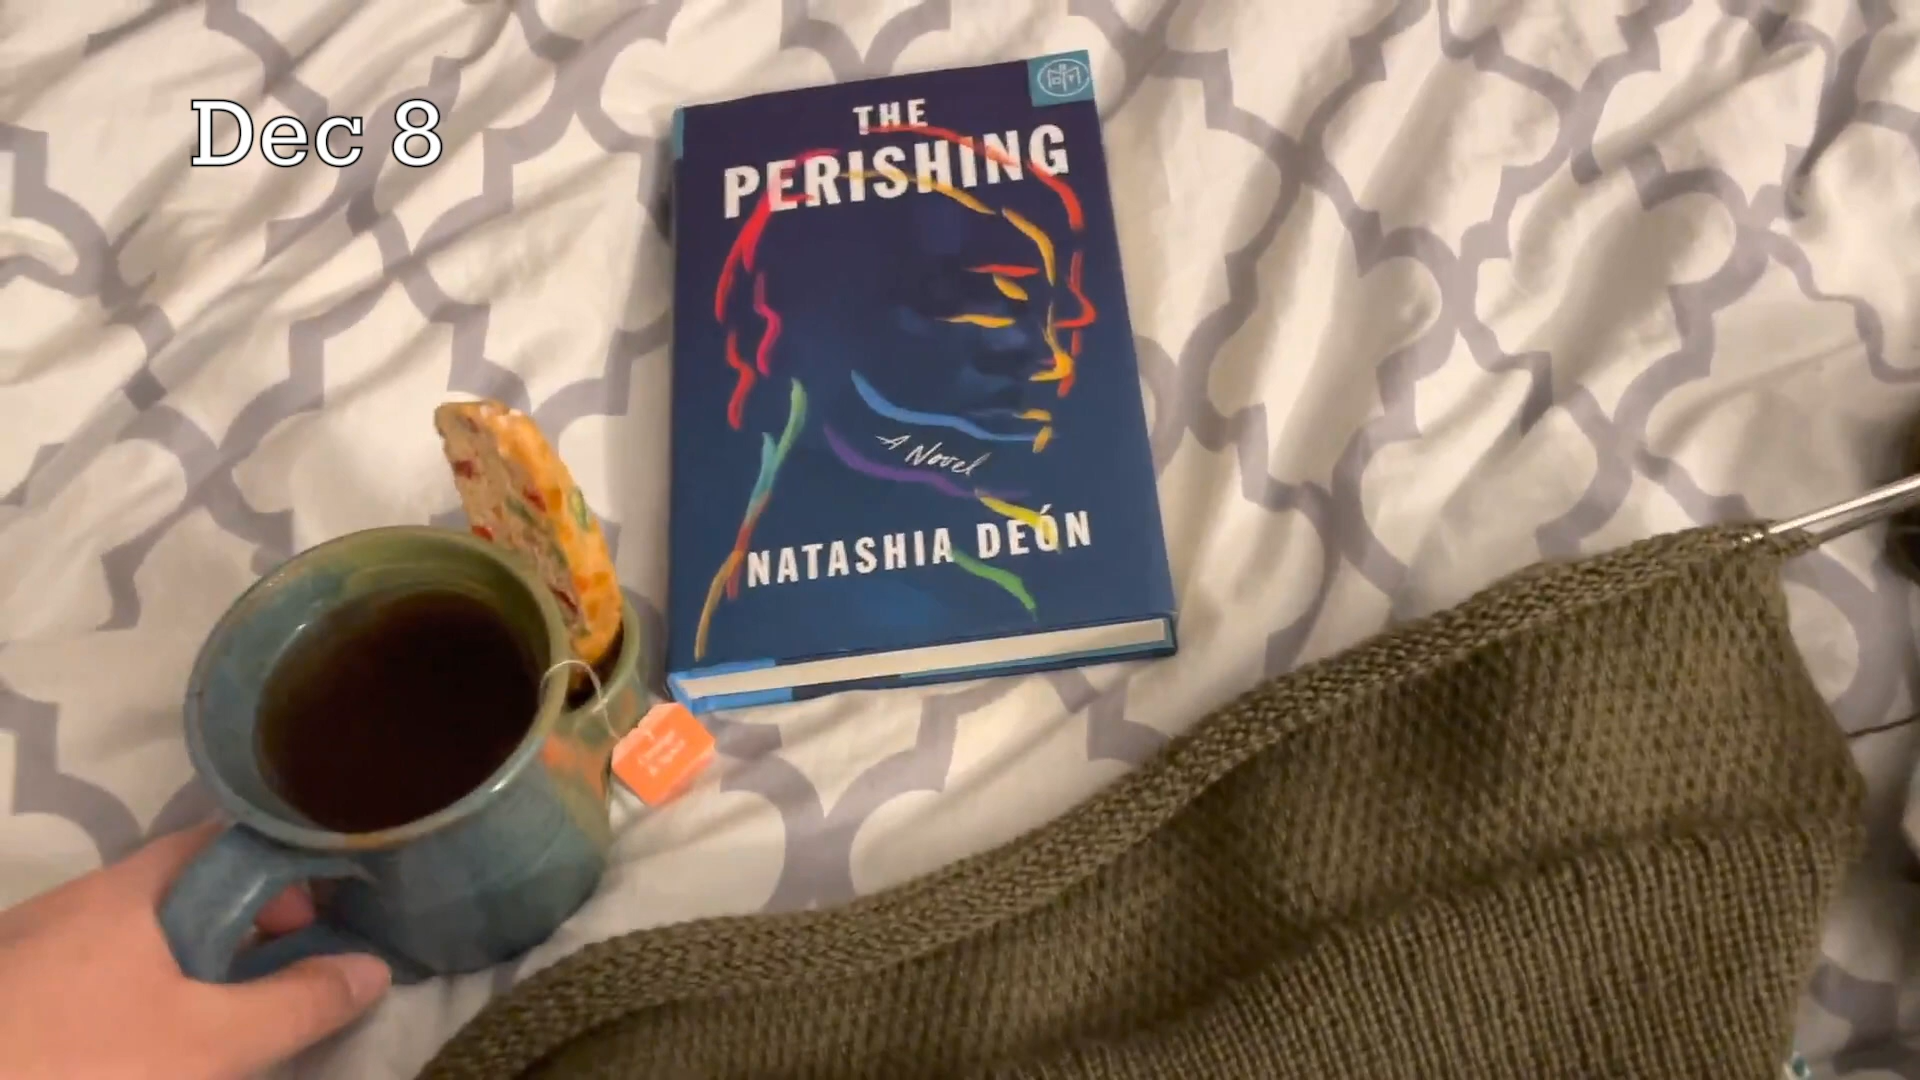 Dec 8
THE
PERISHING
A Novel
NATASHIA DEÓN